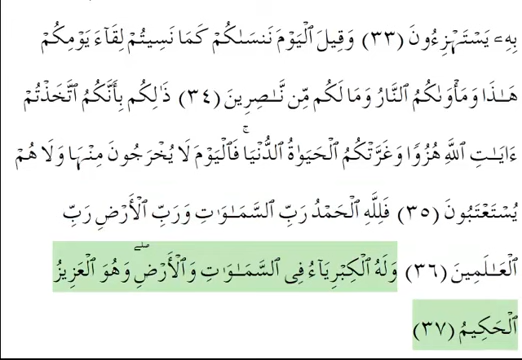 بِهِۦ يَسْتَهْزِءُونَ (٣٣) وَقِيلَ ٱلْيَوْمَ نَنسَىٰكُمْ كَمَا نَسِيتُمْ لِقَآءَ يَوْمِكُمْ
هَـٰذَا وَمَأْوَىٰكُمُ ٱلنَّارُ وَمَا لَكُم مِّن نَّـٰصِرِينَ (٣٤) ذَٰلِكُم بِأَنَّكُمُ ٱتَّخَذْتُمْ
ءَايَـٰتِ ٱللَّهِ هُزُوًا وَغَرَّتْكُمُ ٱلْحَيَوٰةُ ٱلدُّنْيَا ۚ فَٱلْيَوْمَ لَا يُخْرَجُونَ مِنْهَا وَلَا هُمْ
يُسْتَعْتَبُونَ (٣٥) فَلِلَّهِ ٱلْحَمْدُ رَبِّ ٱلسَّمَـٰوَٰتِ وَرَبِّ ٱلْأَرْضِ رَبِّ
ٱلْعَـٰلَمِينَ (٣٦) وَلَهُ ٱلْكِبْرِيَآءُ فِى ٱلسَّمَـٰوَٰتِ وَٱلْأَرْضِ ۖ وَهُوَ ٱلْعَزِيزُ
ٱلْحَكِيمُ (٣٧)